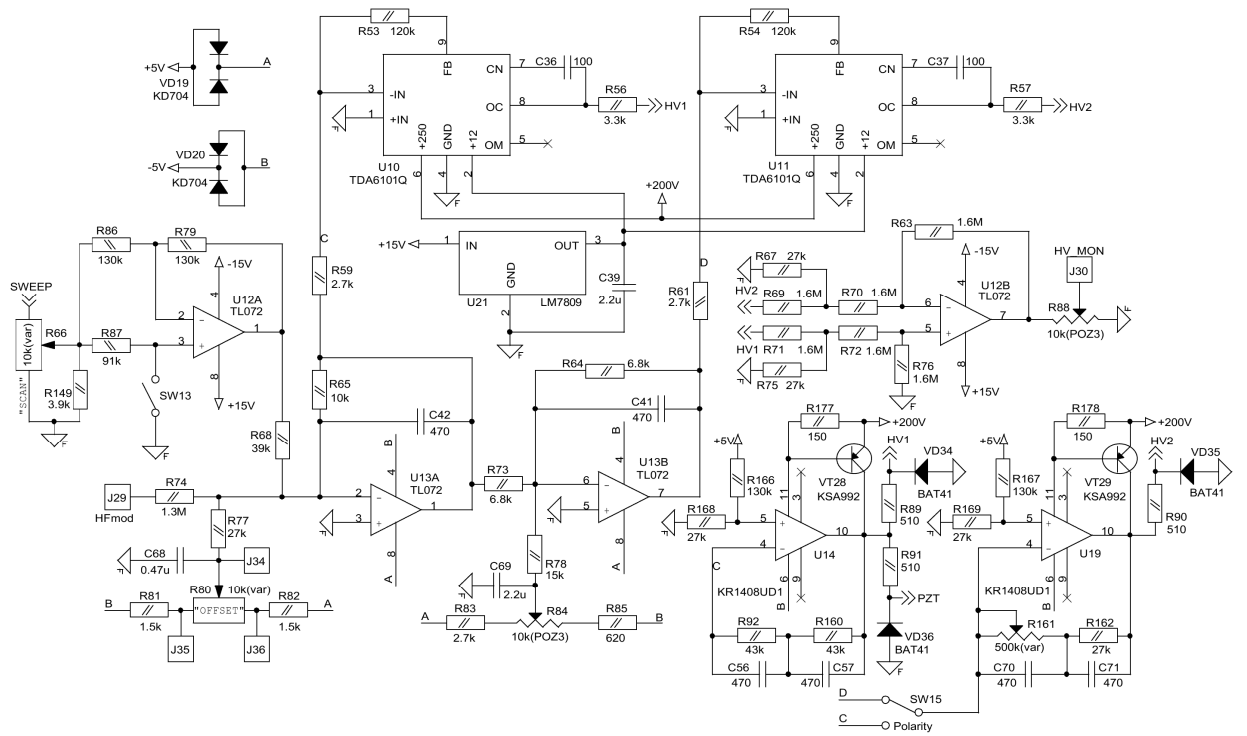 R53 120k
R54 120k
9
FB
CN
7
C36
100
3
-IN
1
+IN
OC
8
R56
3.3k
HV1
+250
GND
+12
OM
5
F
U10
TDA6101Q
6
4
2
F
9
FB
CN
7
C37
100
3
-IN
1
+IN
OC
8
R57
3.3k
HV2
+250
GND
+12
OM
5
F
U11
TDA6101Q
6
4
2
F
+200V
+5V
A
VD19
KD704
VD20
-5V
B
KD704
R86
130k
R79
130k
-15V
4
U12A
TL072
2
3
1
8
+15V
SWEEP
R66
10k(var)
"SCAN"
R87
91k
R149
3.9k
SW13
F
F
R68
39k
C
R59
2.7k
R65
10k
+15V
1
IN
OUT
3
GND
2
U21
LM7809
C39
2.2u
F
D
R61
2.7k
R63
1.6M
R67 27k
F
HV2
R69
1.6M
R70
1.6M
HV1
R71
1.6M
R72
1.6M
F
R75
27k
R76
1.6M
F
-15V
4
U12B
TL072
6
5
7
8
+15V
HV_MON
J30
R88
10k(POZ3)
F
R64
6.8k
C41
470
C42
470
B
4
U13A
TL072
2
3
1
8
A
F
R73
6.8k
B
4
U13B
TL072
6
5
7
8
A
F
R78
15k
J29
HFmod
R74
1.3M
R77
27k
C68
0.47u
F
J34
R80 10k(var)
B
R81
1.5k
"OFFSET"
R82
1.5k
A
J35
J36
C69
2.2u
F
A
R83
2.7k
R84
10k(POZ3)
R85
620
B
R177
150
+200V
+5V
R166
130k
11
3
VT28
KSA992
HV1
VD34
BAT41
R89
510
F
R168
27k
5
4
10
U14
6
9
KR1408UD1
B
C
R91
510
PZT
VD36
BAT41
F
R92
43k
R160
43k
C56
470
C57
470
R178
150
+200V
+5V
R167
130k
11
3
VT29
KSA992
HV2
VD35
BAT41
R90
510
F
R169
27k
5
4
10
U19
6
9
KR1408UD1
B
R161
500k(var)
R162
27k
C70
470
C71
470
D
SW15
C
Polarity